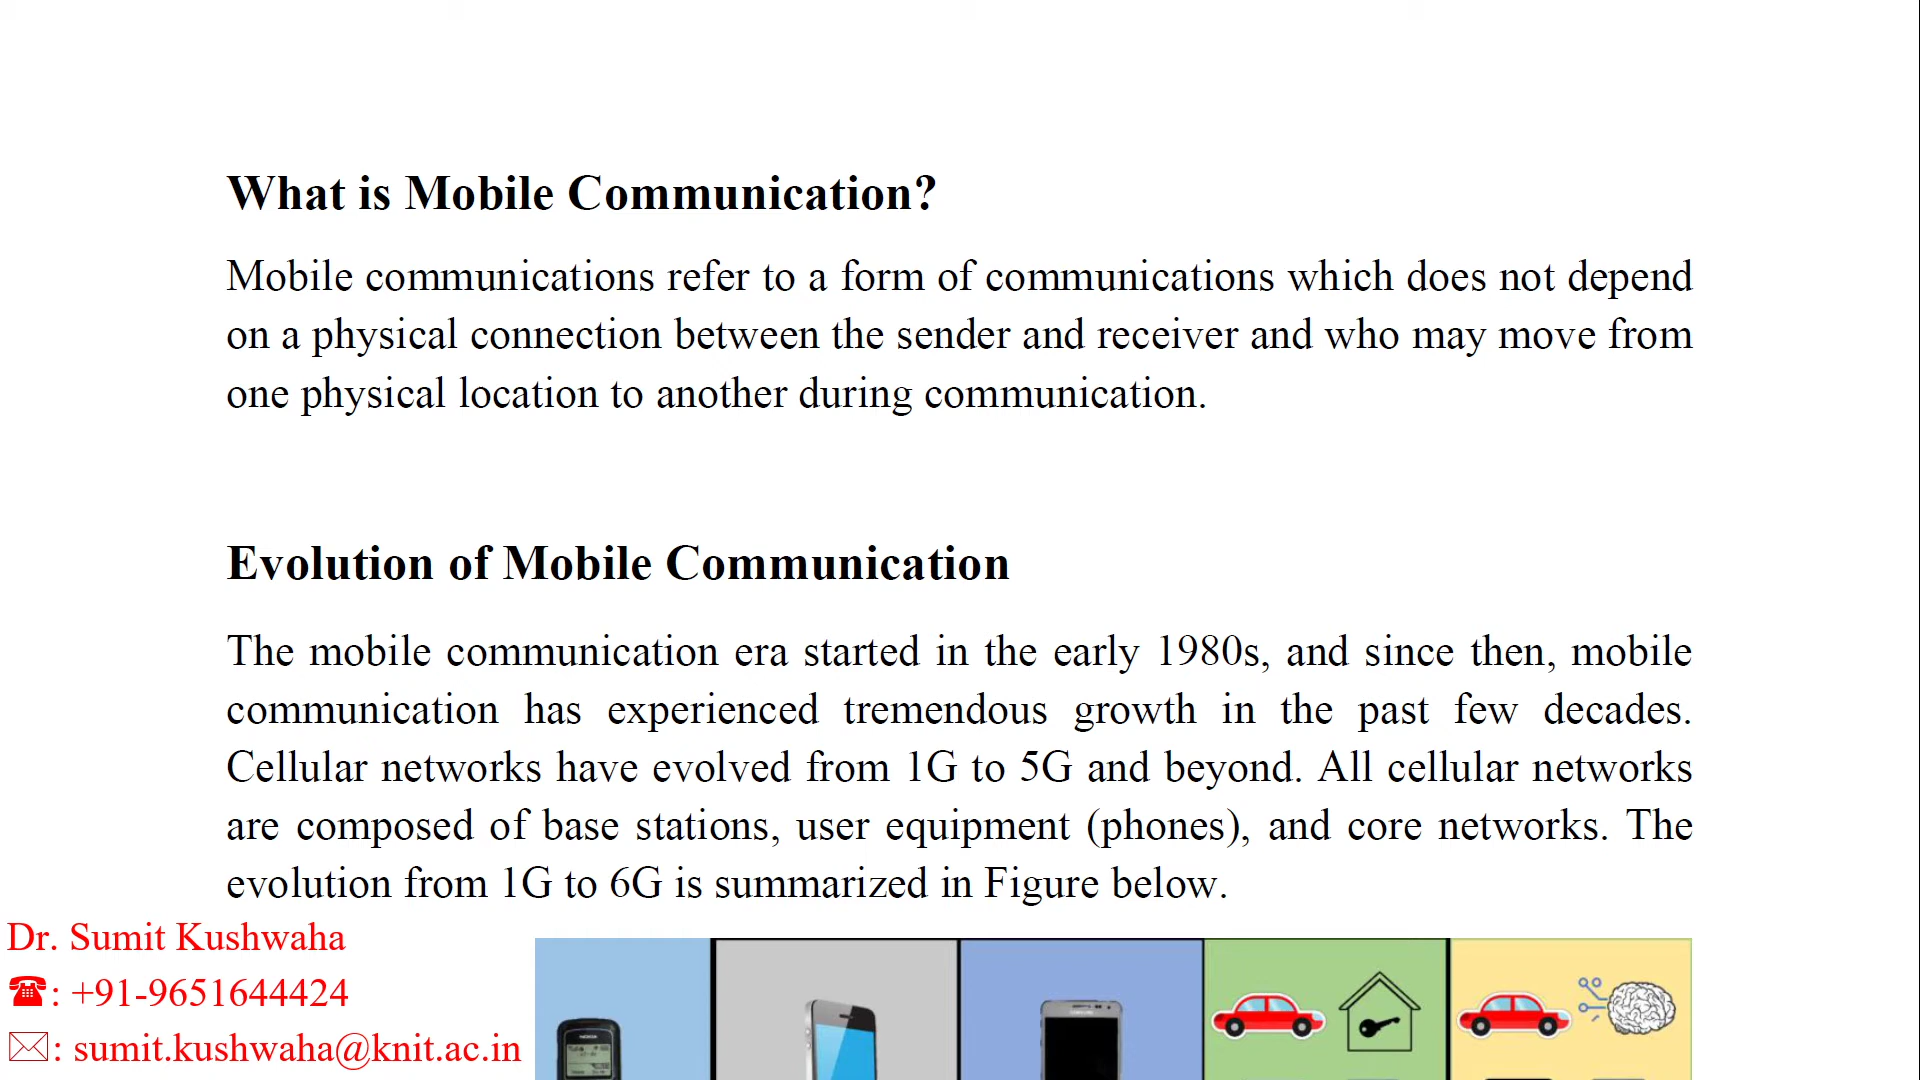 What is Mobile Communication?
Mobile communications refer to a form of communications which does not depend
on a physical connection between the sender and receiver and who may move from
one physical location to another during communication.
Evolution of Mobile Communication
The mobile communication era started in the early 1980s, and since then, mobile
communication has experienced tremendous growth in the past few decades.
Cellular networks have evolved from 1G to 5G and beyond. All cellular networks
are composed of base stations, user equipment (phones), and core networks. The
evolution from 1G to 6G is summarized in Figure below.
Dr. Sumit Kushwaha
☎: +91-9651644424
✉: sumit.kushwaha@knit.ac.in
NOKIA
SAMSUNG